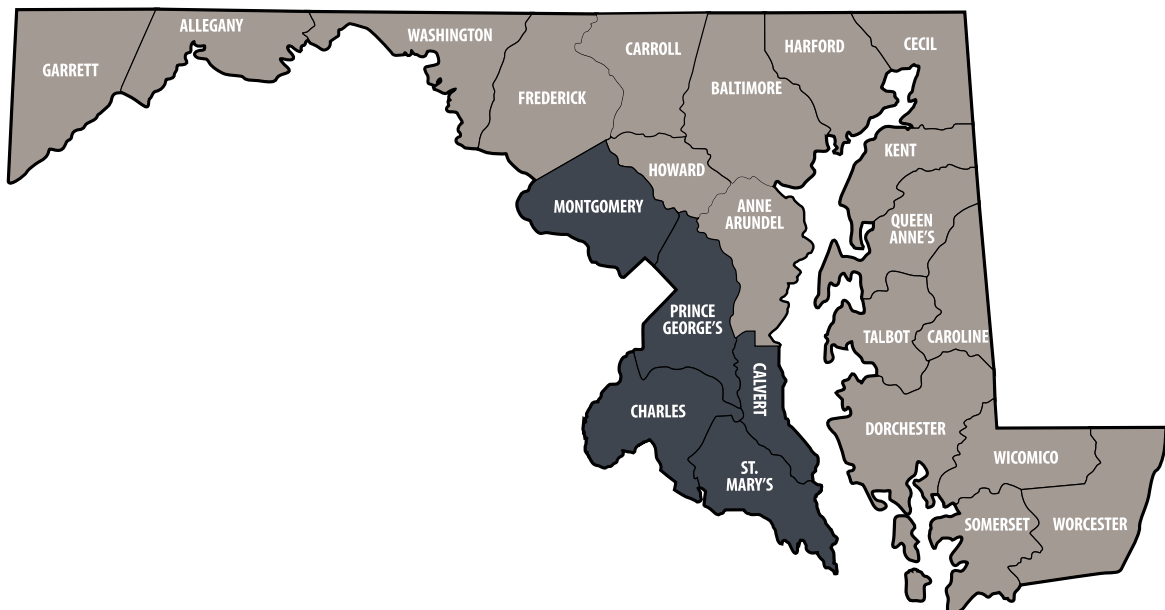 GARRETT
ALLEGANY
WASHINGTON
FREDERICK
CARROLL
BALTIMORE
HARFORD
CECIL
KENT
HOWARD
MONTGOMERY
ANNE
ARUNDEL
QUEEN
ANNE'S
PRINCE
GEORGE'S
TALBOT
CAROLINE
CALVERT
CHARLES
DORCHESTER
ST.
MARY'S
WICOMICO
SOMERSET
WORCESTER